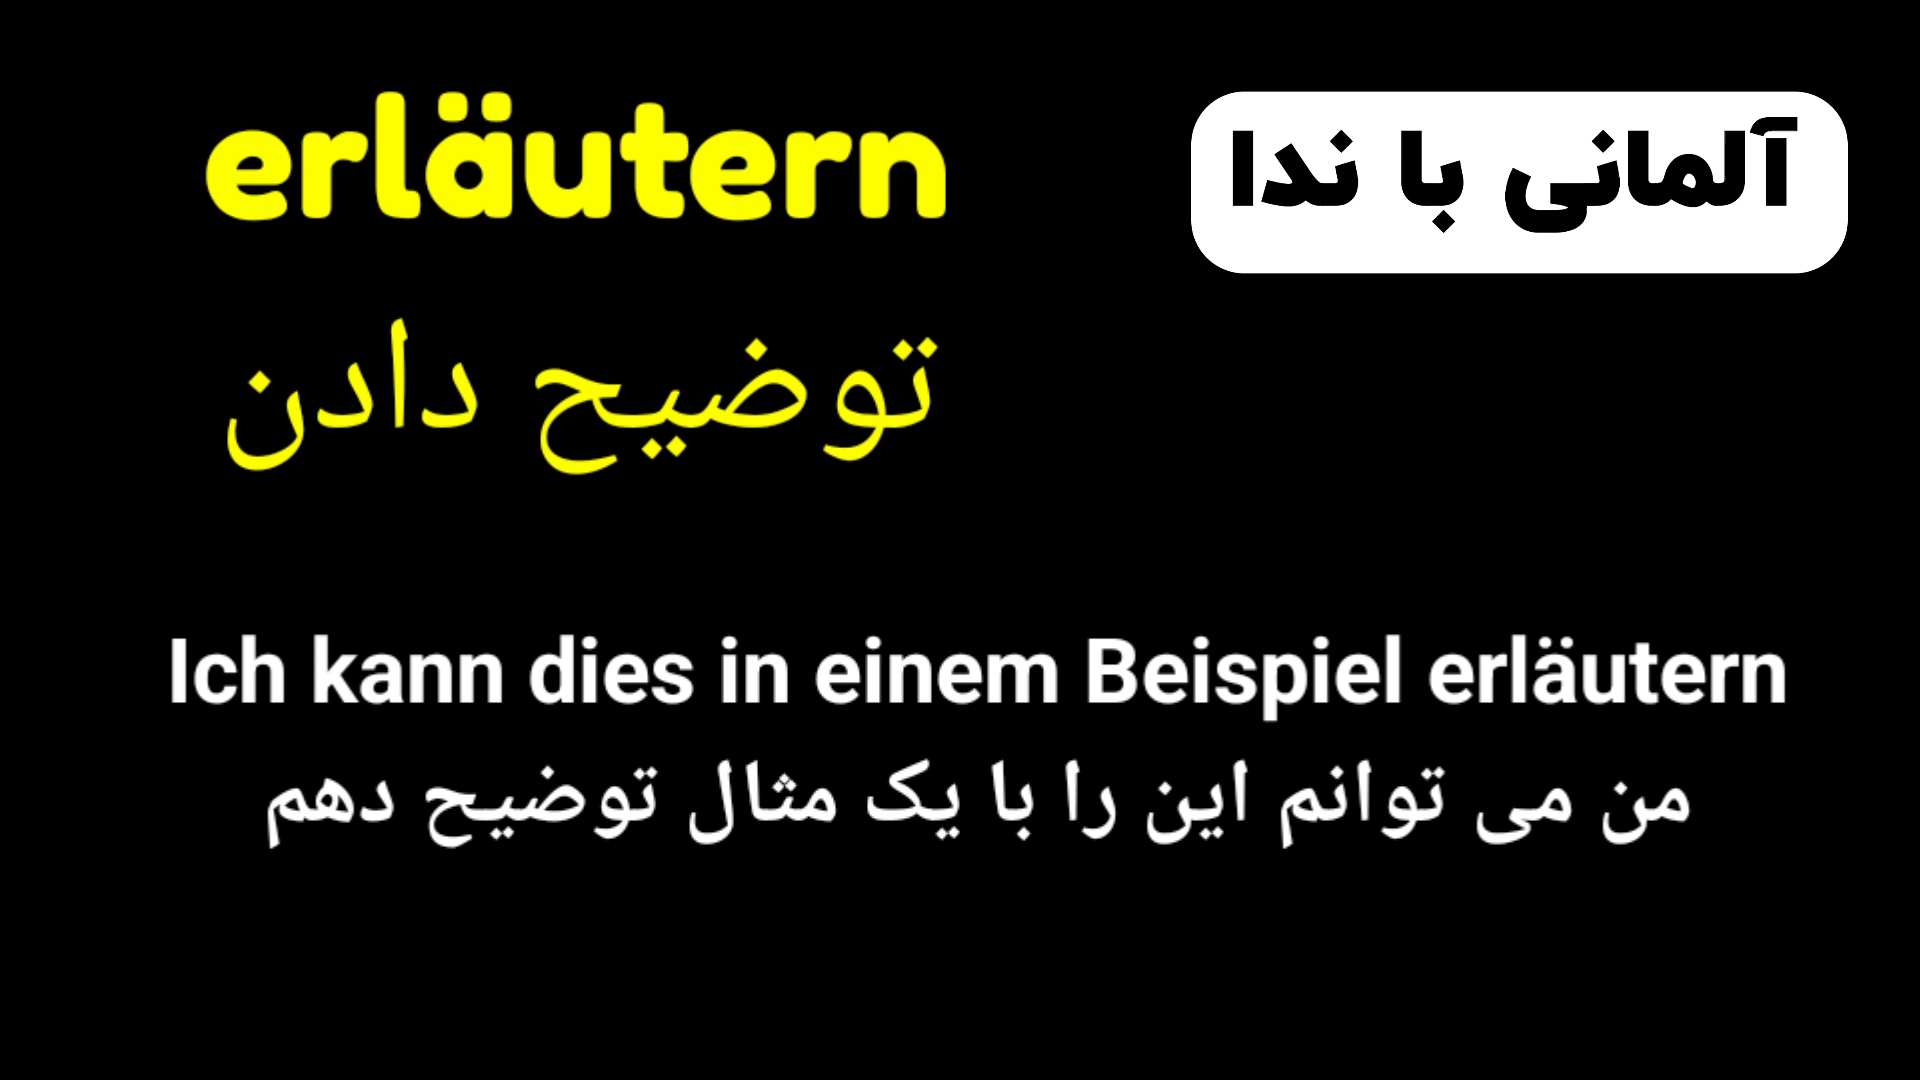 erläutern
آلمانی با ندا
توضیح دادن
Ich kann dies in einem Beispiel erläutern
من می توانم این را با یک مثال توضیح دهم